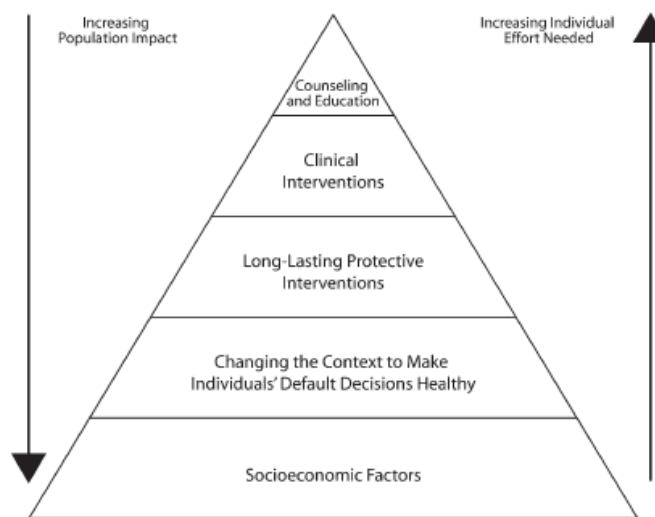 Increasing
Population Impact
Increasing Individual
Effort Needed
Counseling
and Education
Clinical
Interventions
Long-Lasting Protective
Interventions
Changing the Context to Make
Individuals' Default Decisions Healthy
Socioeconomic Factors